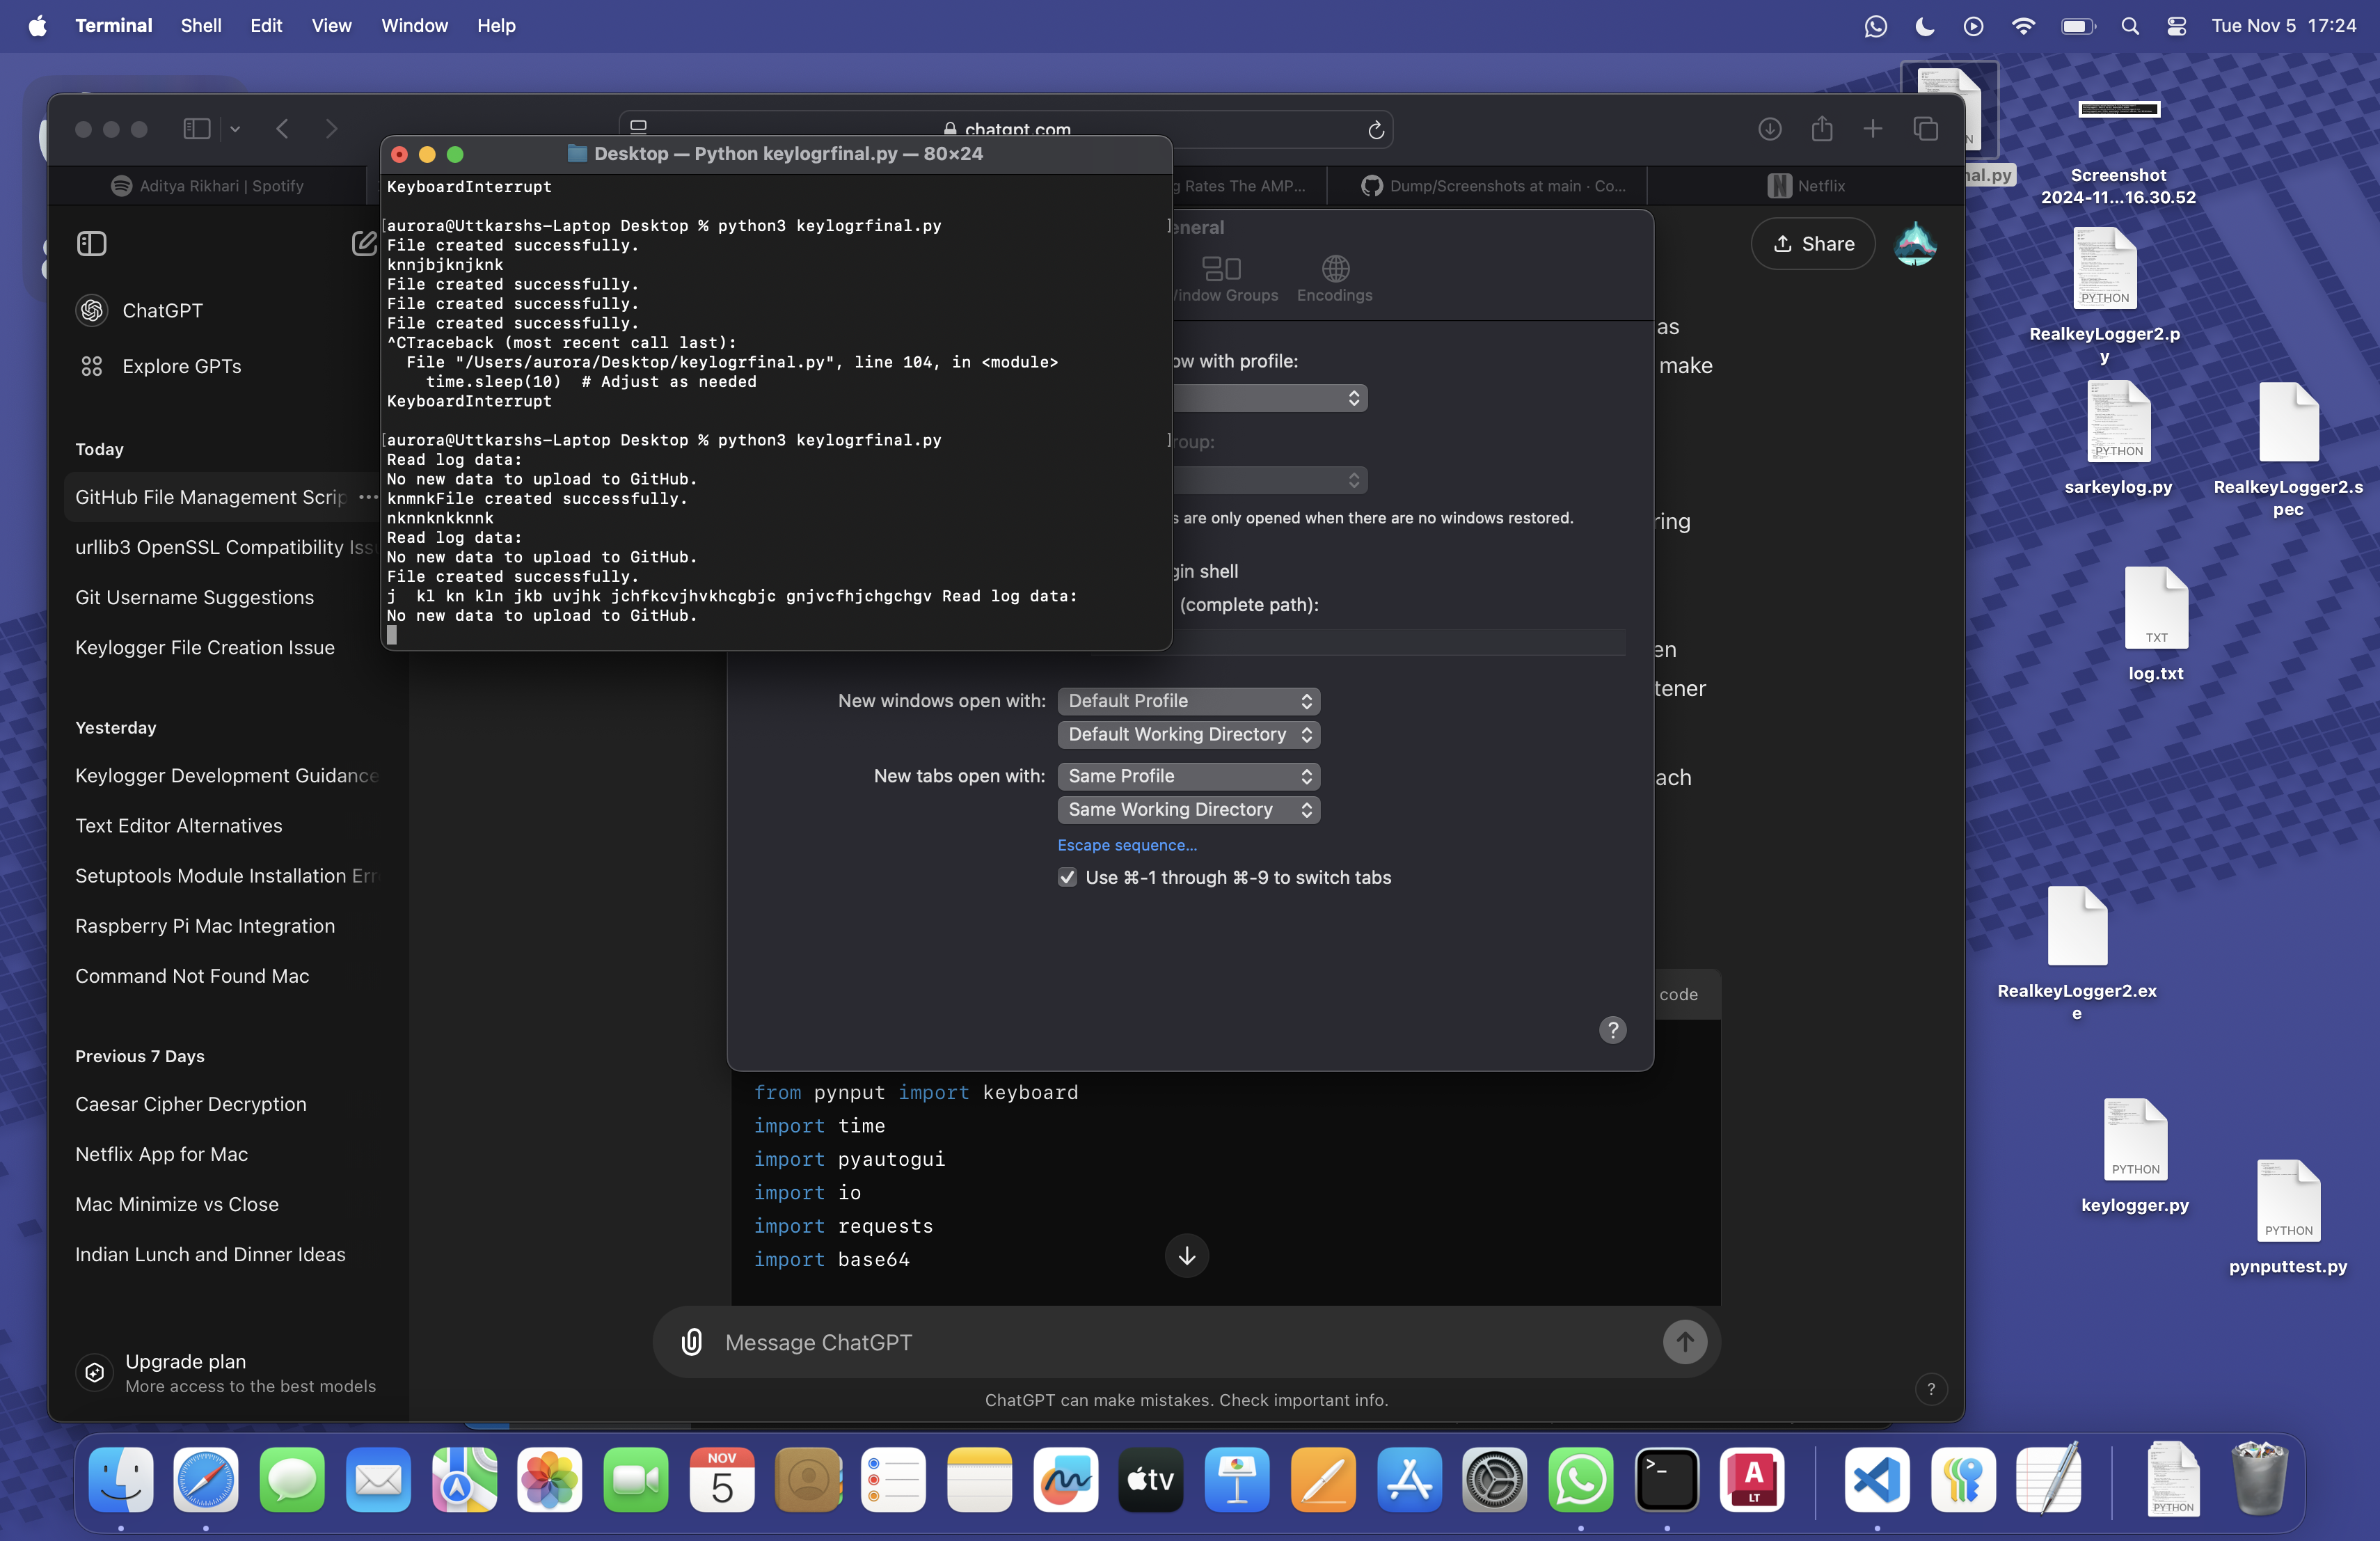 Terminal Shell Edit View Window Help
Tue Nov 5 17:24
chatgpt.com
Desktop — Python keylogrfinal.py — 80×24
Aditya Rikhari | Spotify
g Rates The AMP...
Dump/Screenshots at main · Co...
Netflix
KeyboardInterrupt
[aurora@Uttkarshs-Laptop Desktop % python3 keylogrfinal.py ]
File created successfully.
knnjbjknjknk
File created successfully.
File created successfully.
File created successfully.
^CTraceback (most recent call last):
File "/Users/aurora/Desktop/keylogrfinal.py", line 104, in <module>
time.sleep(10) # Adjust as needed
KeyboardInterrupt
[aurora@Uttkarshs-Laptop Desktop % python3 keylogrfinal.py ]
Read log data:
No new data to upload to GitHub.
knmnkFile created successfully.
nknnknkknnk
Read log data:
No new data to upload to GitHub.
File created successfully.
j kl kn kln jkb uvjhk jchfkcvjhvkhcgbjc gnjvcfhjchgchgv Read log data:
No new data to upload to GitHub.
ChatGPT
Explore GPTs
Today
GitHub File Management Scrip
urllib3 OpenSSL Compatibility Iss
Git Username Suggestions
Keylogger File Creation Issue
Yesterday
Keylogger Development Guidance
Text Editor Alternatives
Setuptools Module Installation Err
Raspberry Pi Mac Integration
Command Not Found Mac
Previous 7 Days
Caesar Cipher Decryption
Netflix App for Mac
Mac Minimize vs Close
Indian Lunch and Dinner Ideas
Upgrade plan
More access to the best models
eneral
indow Groups
Encodings
ow with profile:
roup:
s are only opened when there are no windows restored.
gin shell
(complete path):
New windows open with: Default Profile
Default Working Directory
New tabs open with: Same Profile
Same Working Directory
Escape sequence...
Use ⌘-1 through ⌘-9 to switch tabs
?
Share
as
make
ring
en
tener
ach
code
from pynput import keyboard
import time
import pyautogui
import io
import requests
import base64
Message ChatGPT
ChatGPT can make mistakes. Check important info.
?
N
nal.py
Screenshot
2024-11...16.30.52
PYTHON
RealkeyLogger2.p
y
PYTHON
sarkeylog.py
RealkeyLogger2.s
pec
TXT
log.txt
RealkeyLogger2.ex
e
PYTHON
keylogger.py
PYTHON
pynputtest.py
NOV
5
tv
>_
A
LT
PYTHON